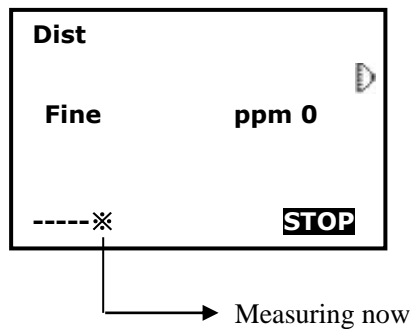 Dist
Fine ppm 0
-----※ STOP
Measuring now